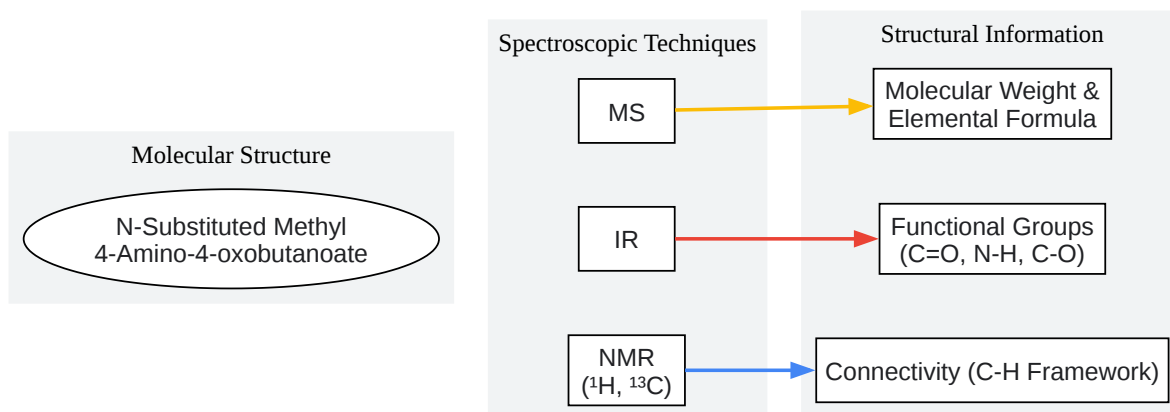 Molecular Structure
N-Substituted Methyl
4-Amino-4-oxobutanoate
Spectroscopic Techniques
MS
IR
NMR
(¹H, ¹³C)
Structural Information
Molecular Weight &
Elemental Formula
Functional Groups
(C=O, N-H, C-O)
Connectivity (C-H Framework)